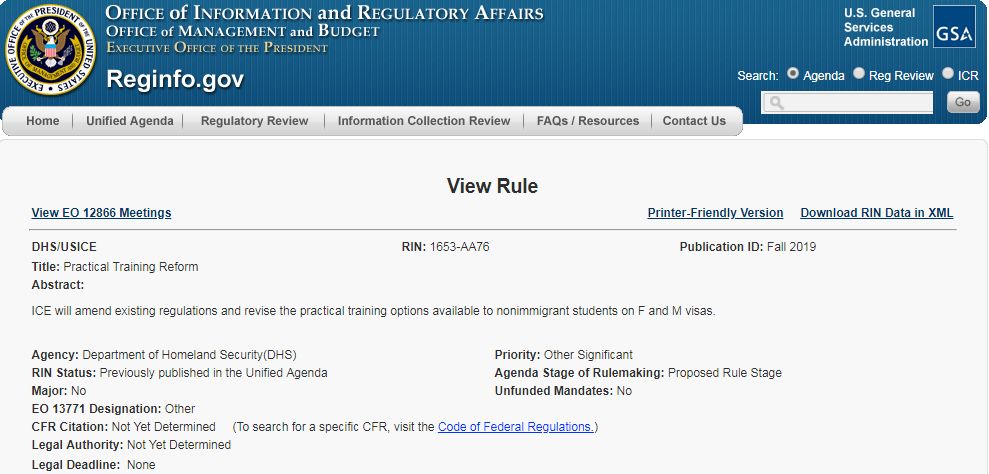 OFFICE OF INFORMATION AND REGULATORY AFFAIRS
OFFICE OF MANAGEMENT AND BUDGET
EXECUTIVE OFFICE OF THE PRESIDENT
Reginfo.gov
EXECUTIVE OFFICE OF THE PRESIDENT OF THE UNITED STATES
U.S. General
Services
Administration
GSA
Search: Agenda Reg Review ICR
Go
Home Unified Agenda Regulatory Review Information Collection Review FAQs / Resources Contact Us
View Rule
View EO 12866 Meetings Printer-Friendly Version Download RIN Data in XML
DHS/USICE RIN: 1653-AA76 Publication ID: Fall 2019
Title: Practical Training Reform
Abstract:
ICE will amend existing regulations and revise the practical training options available to nonimmigrant students on F and M visas.
Agency: Department of Homeland Security(DHS) Priority: Other Significant
RIN Status: Previously published in the Unified Agenda Agenda Stage of Rulemaking: Proposed Rule Stage
Major: No Unfunded Mandates: No
EO 13771 Designation: Other
CFR Citation: Not Yet Determined (To search for a specific CFR, visit the Code of Federal Regulations.)
Legal Authority: Not Yet Determined
Legal Deadline: None